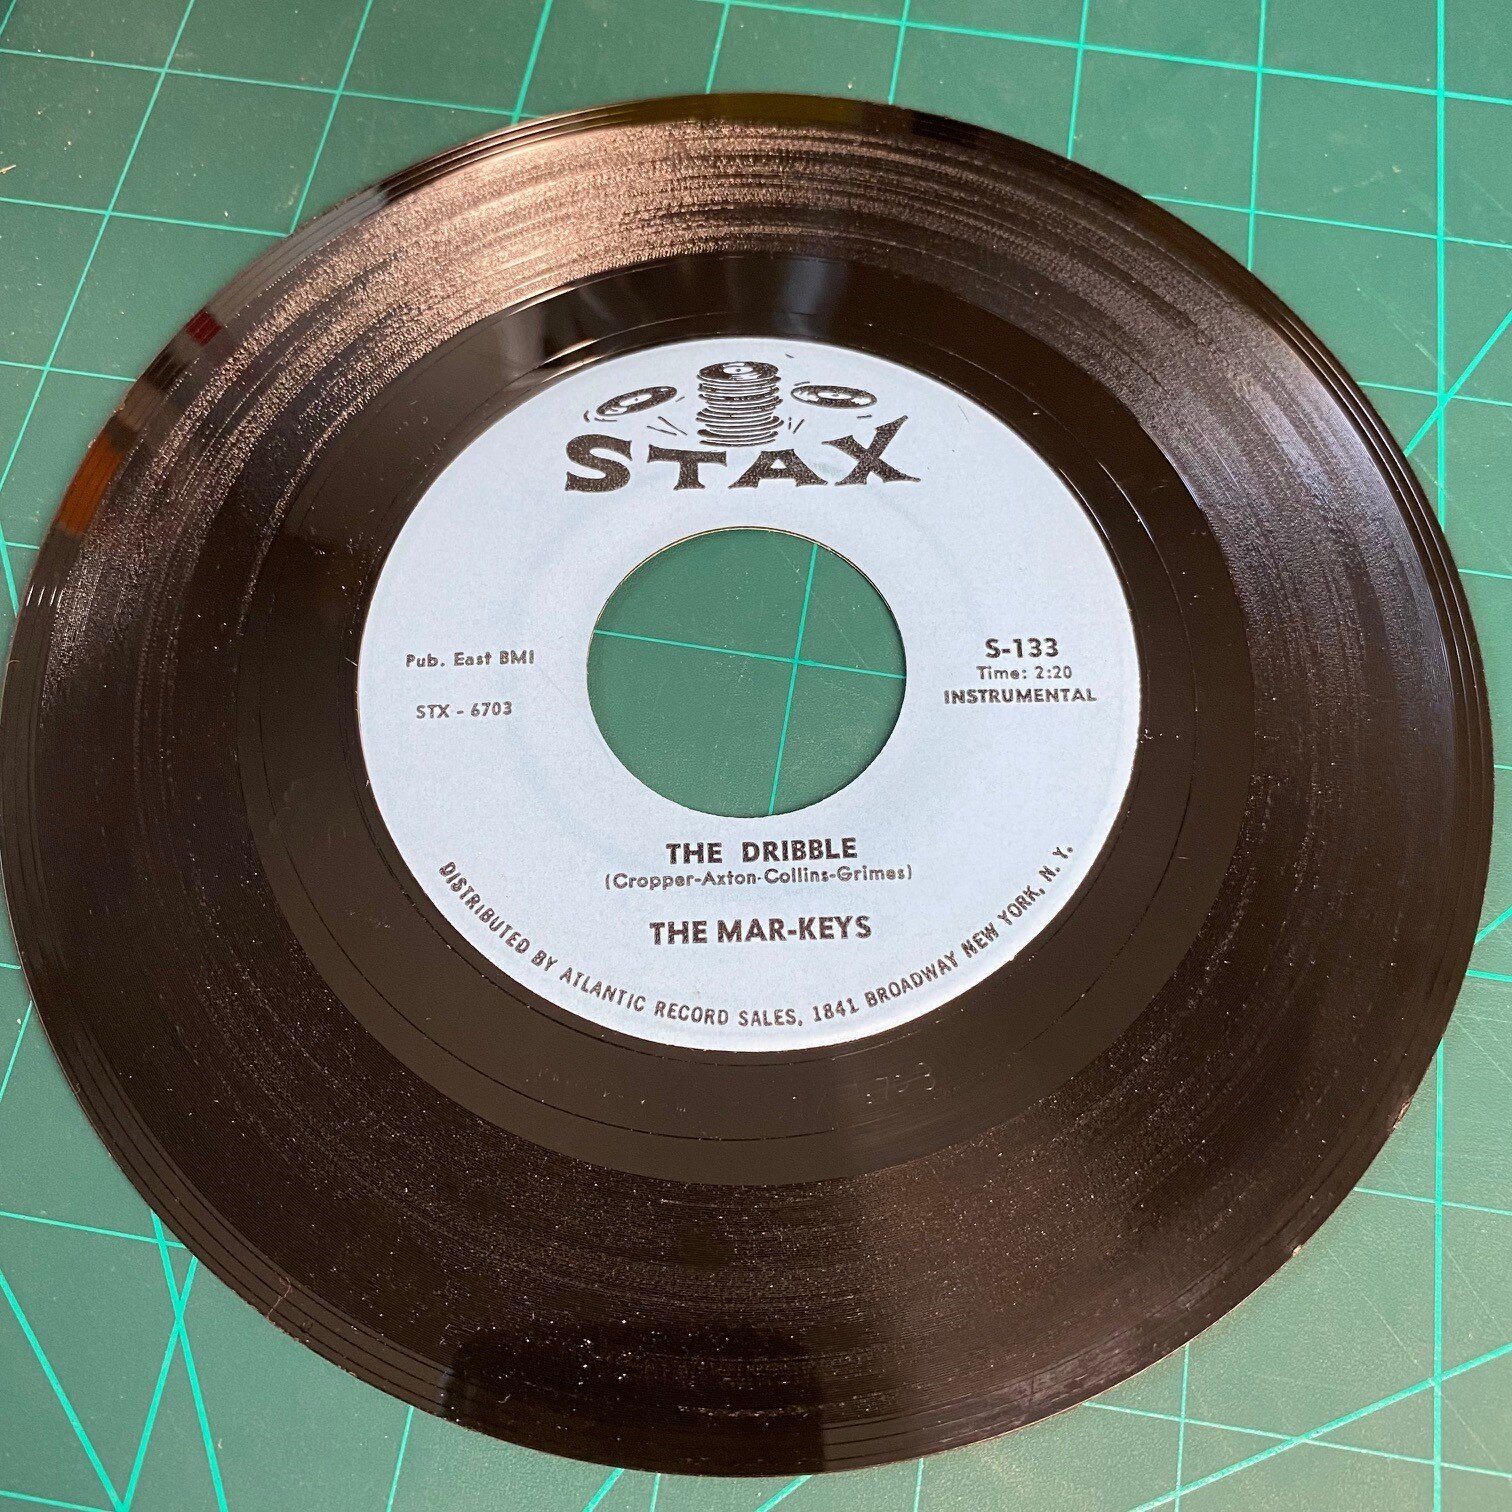 STAX
Pub. East BMI
STX - 6703
S-133
Time: 2:20
INSTRUMENTAL
THE DRIBBLE
(Cropper-Axton-Collins-Grimes)
THE MAR-KEYS
DISTRIBUTED BY ATLANTIC RECORD SALES, 1841 BROADWAY NEW YORK, N. Y.